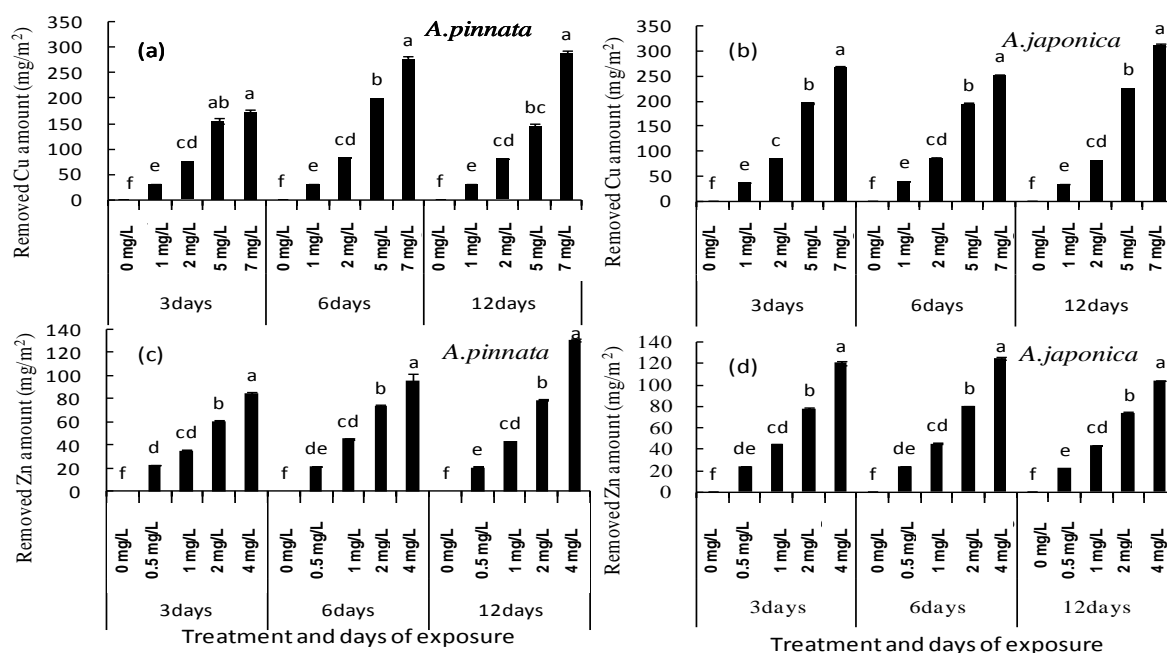 (a) A.pinnata
Removed Cu amount (mg/m²)
350
300
250
200
150
100
50
0
f e cd ab a f e cd b a f e cd bc a
0 mg/L 1 mg/L 2 mg/L 5 mg/L 7 mg/L 0 mg/L 1 mg/L 2 mg/L 5 mg/L 7 mg/L 0 mg/L 1 mg/L 2 mg/L 5 mg/L 7 mg/L
3days 6days 12days
(b) A.japonica
Removed Cu amount (mg/m²)
350
300
250
200
150
100
50
0
f e c b a f e cd b a f e cd b a
0 mg/L 1 mg/L 2 mg/L 5 mg/L 7 mg/L 0 mg/L 1 mg/L 2 mg/L 5 mg/L 7 mg/L 0 mg/L 1 mg/L 2 mg/L 5 mg/L 7 mg/L
3days 6days 12days
(c) A.pinnata
Removed Zn amount (mg/m²)
140
120
100
80
60
40
20
0
f d cd b a f de cd b a f e cd b a
0 mg/L 0.5 mg/L 1 mg/L 2 mg/L 4 mg/L 0 mg/L 0.5 mg/L 1 mg/L 2 mg/L 4 mg/L 0 mg/L 0.5 mg/L 1 mg/L 2 mg/L 4 mg/L
3days 6days 12days
Treatment and days of exposure
(d) A.japonica
Removed Zn amount (mg/m²)
140
120
100
80
60
40
20
0
f de cd b a f de cd b a f e cd b a
0 mg/L 0.5 mg/L 1 mg/L 2 mg/L 4 mg/L 0 mg/L 0.5 mg/L 1 mg/L 2 mg/L 4 mg/L 0 mg/L 0.5 mg/L 1 mg/L 2 mg/L 4 mg/L
3days 6days 12days
Treatment and days of exposure